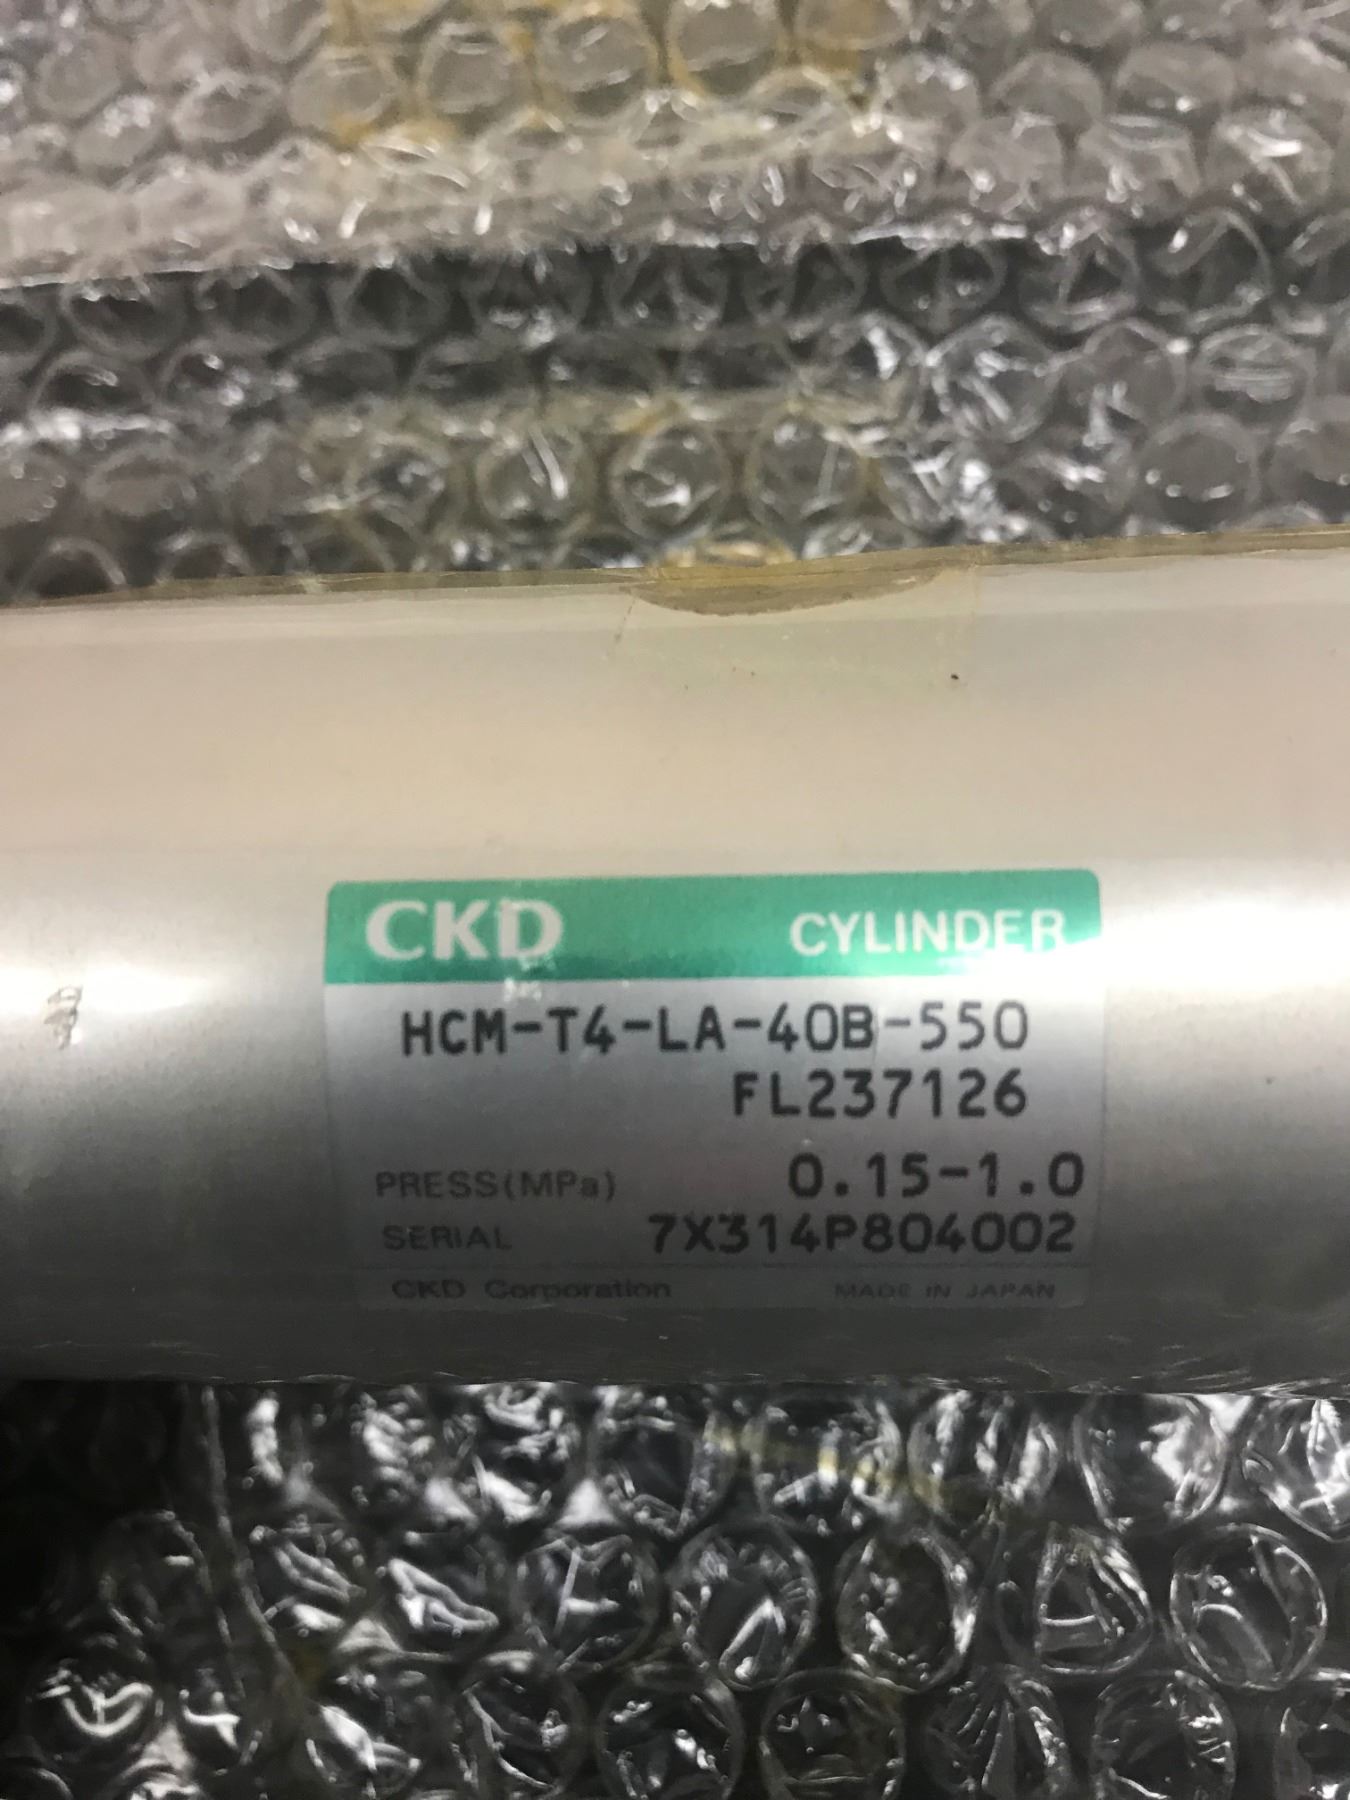 CKD CYLINDER
HCM-T4-LA-40B-550
FL237126
PRESS(MPa) 0.15-1.0
SERIAL 7X314P804002
CKD Corporation MADE IN JAPAN